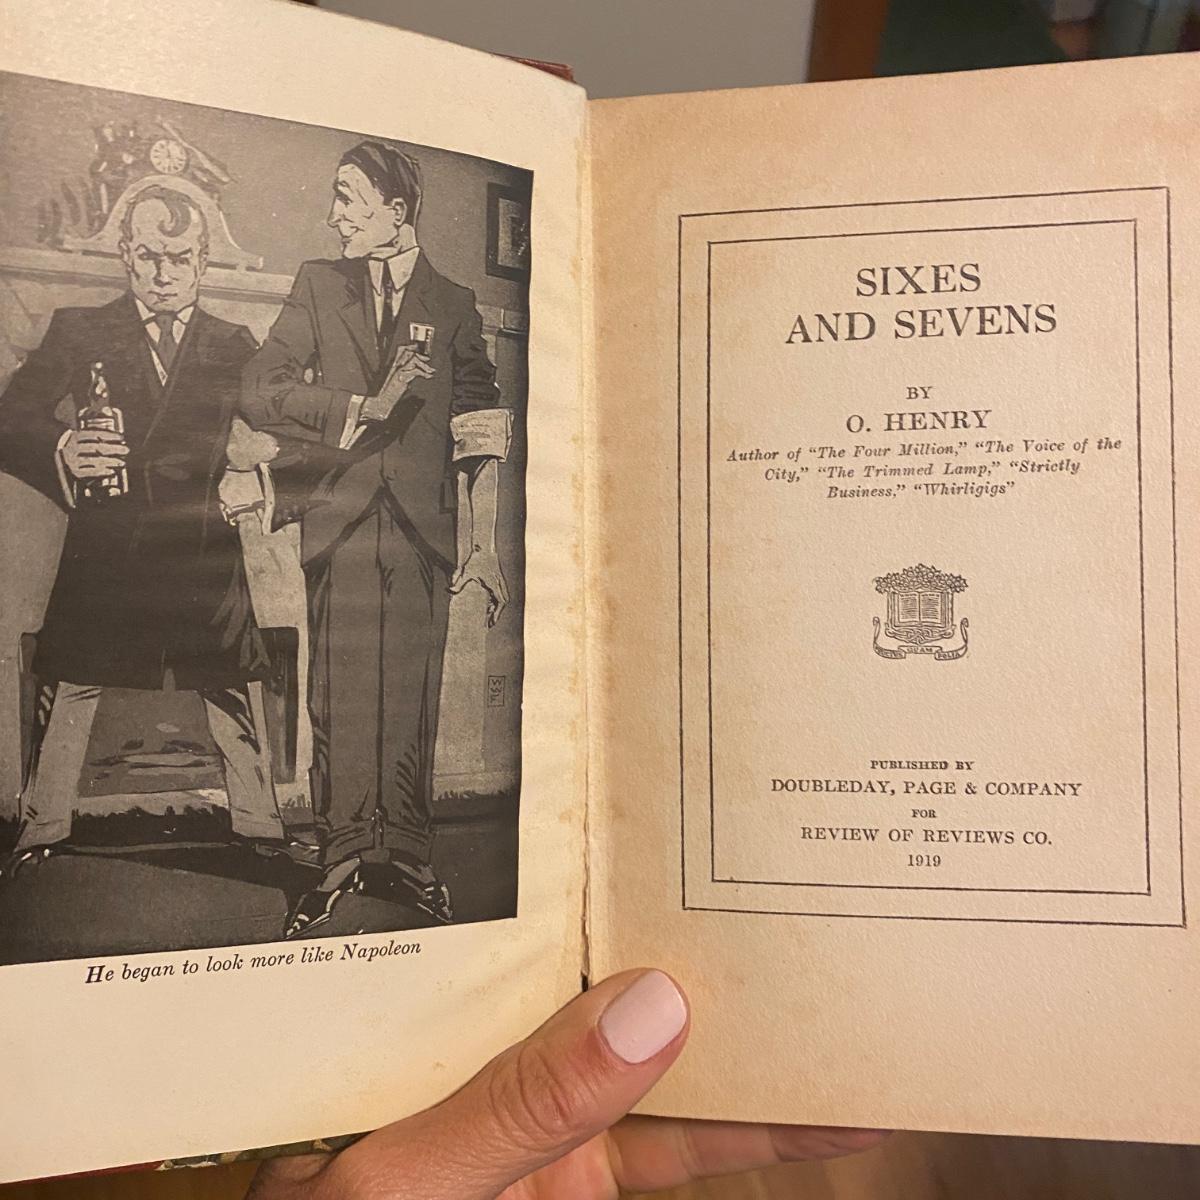 He began to look more like Napoleon
SIXES
AND SEVENS
BY
O. HENRY
Author of "The Four Million," "The Voice of the
City," "The Trimmed Lamp," "Strictly
Business," "Whirligigs"
QUAM
FOLIA
PUBLISHED BY
DOUBLEDAY, PAGE & COMPANY
FOR
REVIEW OF REVIEWS CO.
1919